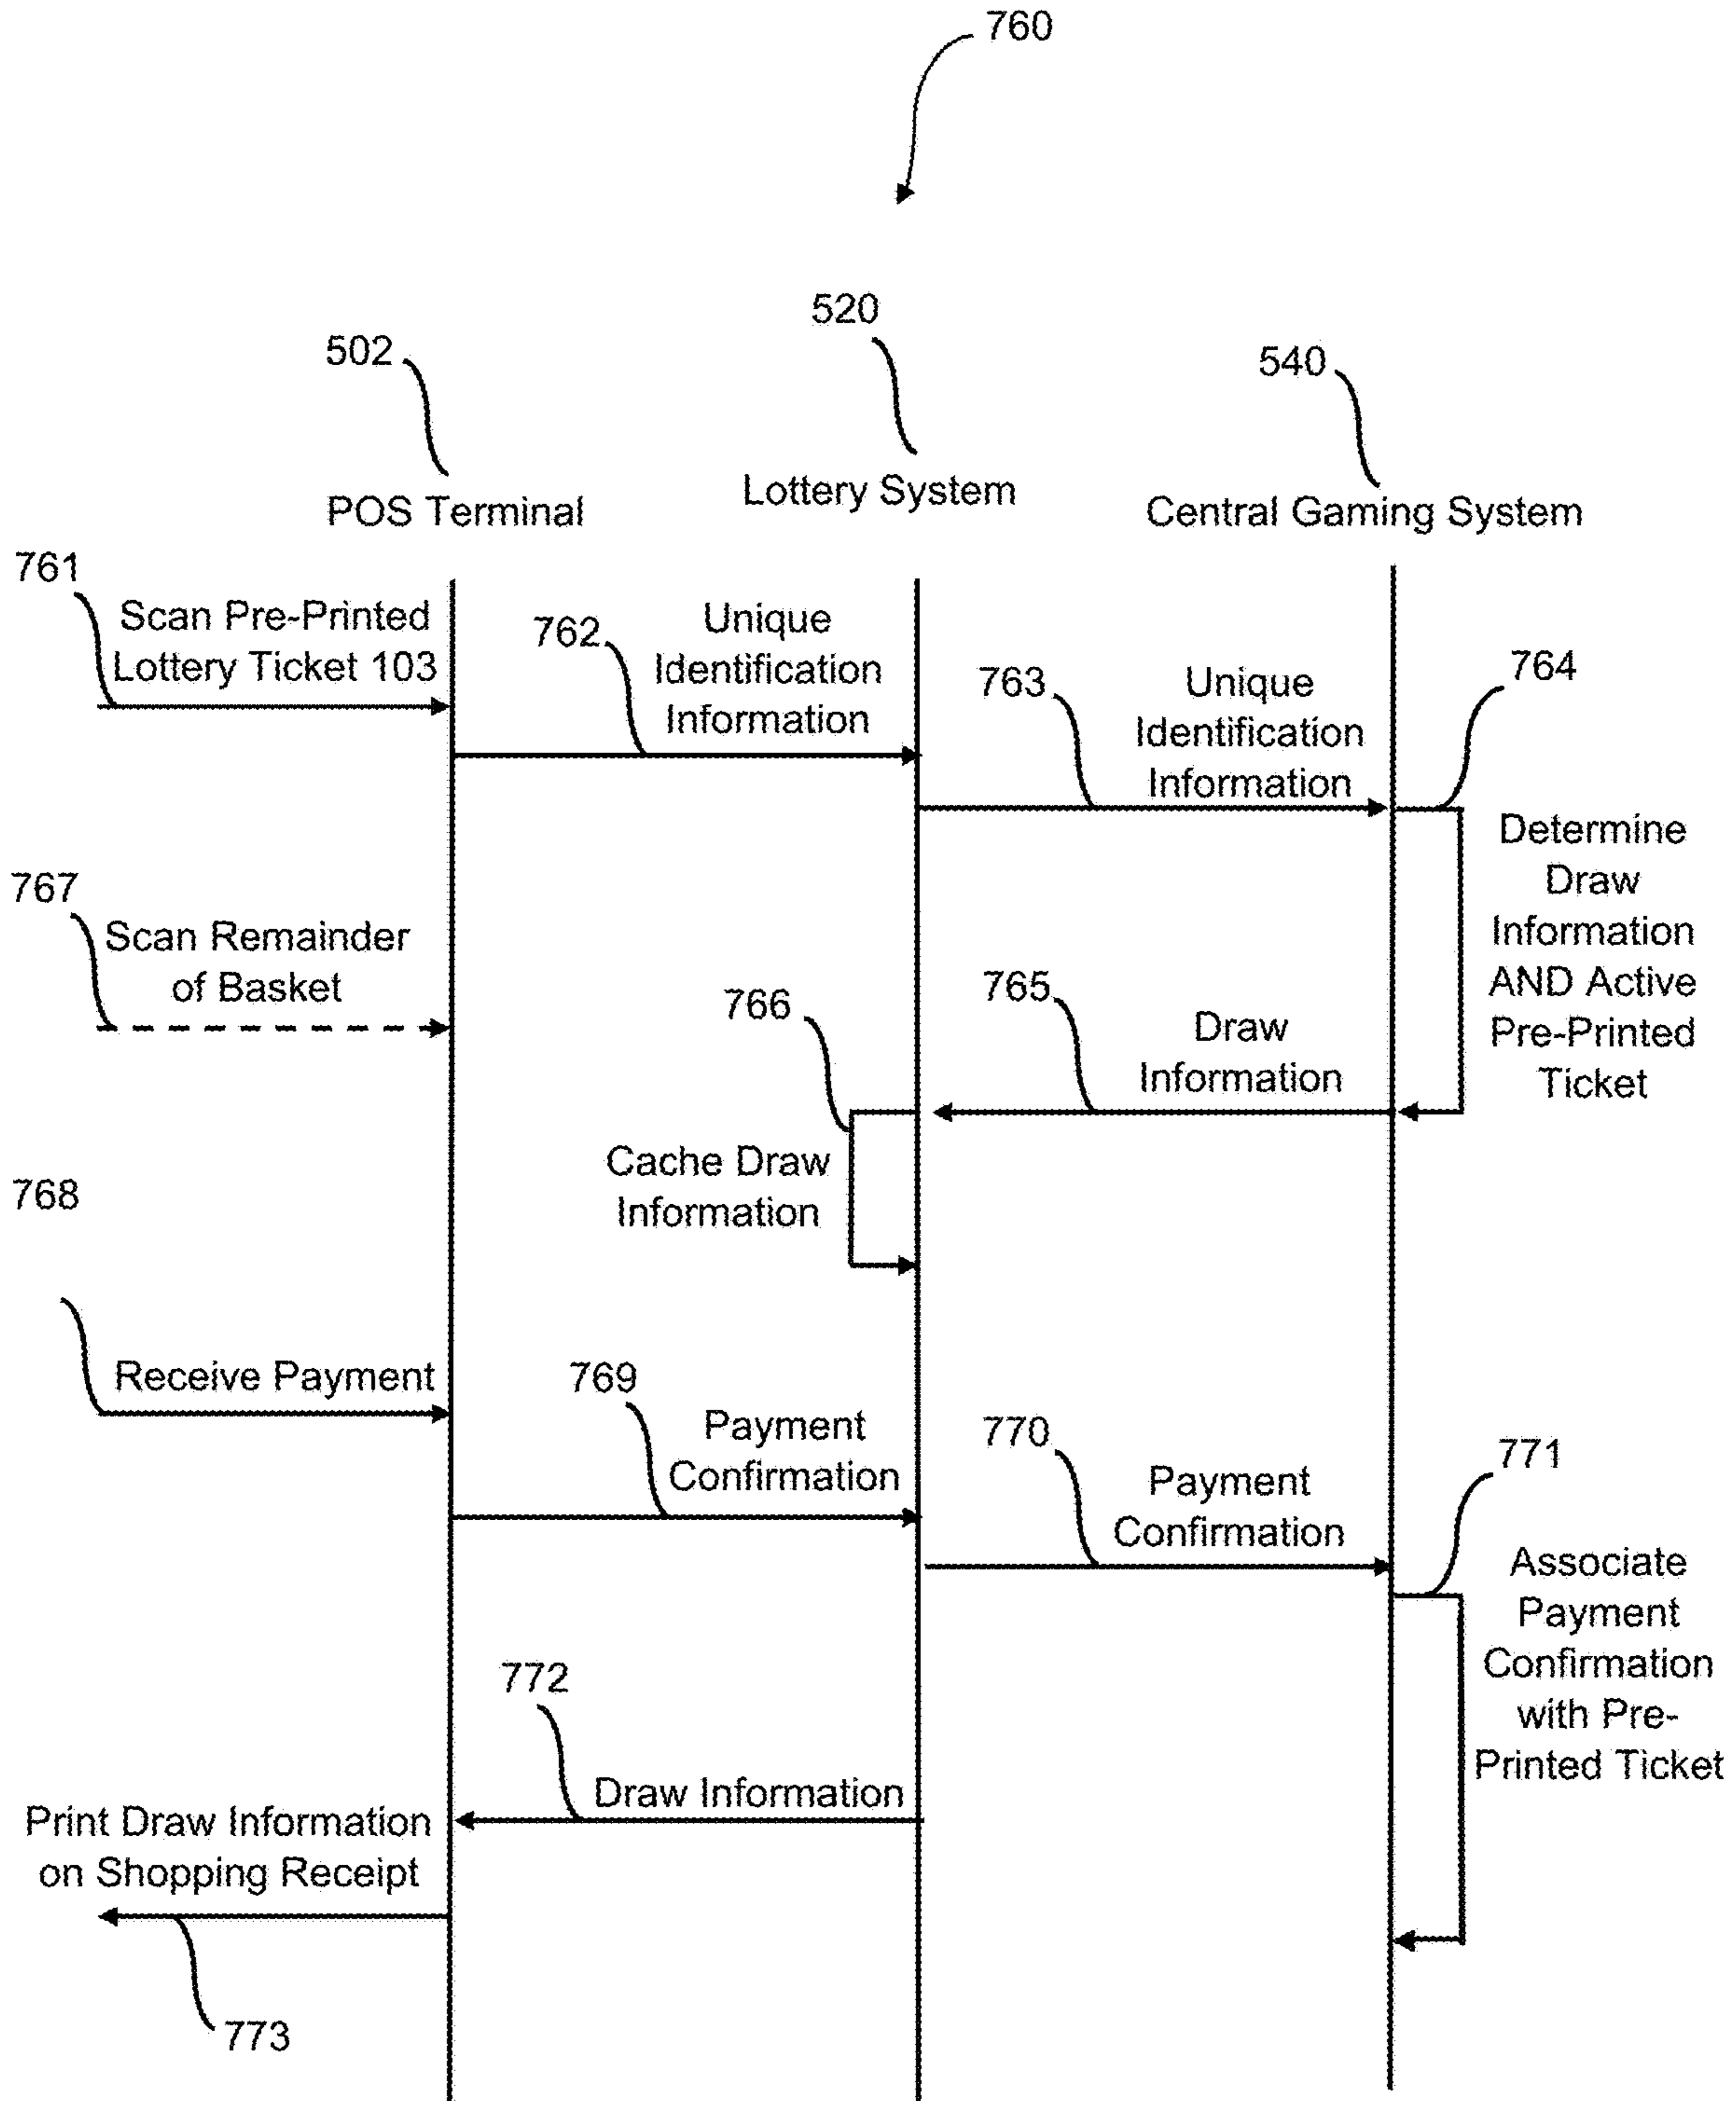 760
520
502
540
Lottery System
POS Terminal
Central Gaming System
761
Scan Pre-Printed
Lottery Ticket 103
762
Unique
Identification
Information
763
Unique
Identification
Information
764
Determine
Draw
Information
AND Active
Pre-Printed
Ticket
767
Scan Remainder
of Basket
766
765
Draw
Information
Cache Draw
Information
768
Receive Payment
769
Payment
Confirmation
770
Payment
Confirmation
771
Associate
Payment
Confirmation
with Pre-
Printed Ticket
772
Draw Information
Print Draw Information
on Shopping Receipt
773